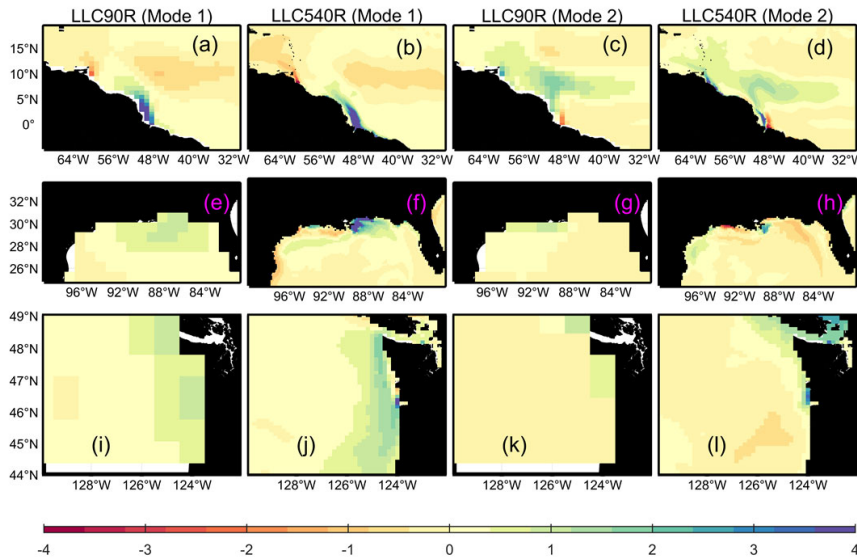 LLC90R (Mode 1) LLC540R (Mode 1) LLC90R (Mode 2) LLC540R (Mode 2)
15°N (a) (b) (c) (d)
10°N
5°N
0°
64°W 56°W 48°W 40°W 32°W 64°W 56°W 48°W 40°W 32°W 64°W 56°W 48°W 40°W 32°W 64°W 56°W 48°W 40°W 32°W
32°N (e) (f) (g) (h)
30°N
28°N
26°N
96°W 92°W 88°W 84°W 96°W 92°W 88°W 84°W 96°W 92°W 88°W 84°W 96°W 92°W 88°W 84°W
49°N
48°N
47°N
46°N
45°N (i) (j) (k) (l)
44°N
128°W 126°W 124°W 128°W 126°W 124°W 128°W 126°W 124°W 128°W 126°W 124°W
-4 -3 -2 -1 0 1 2 3 4